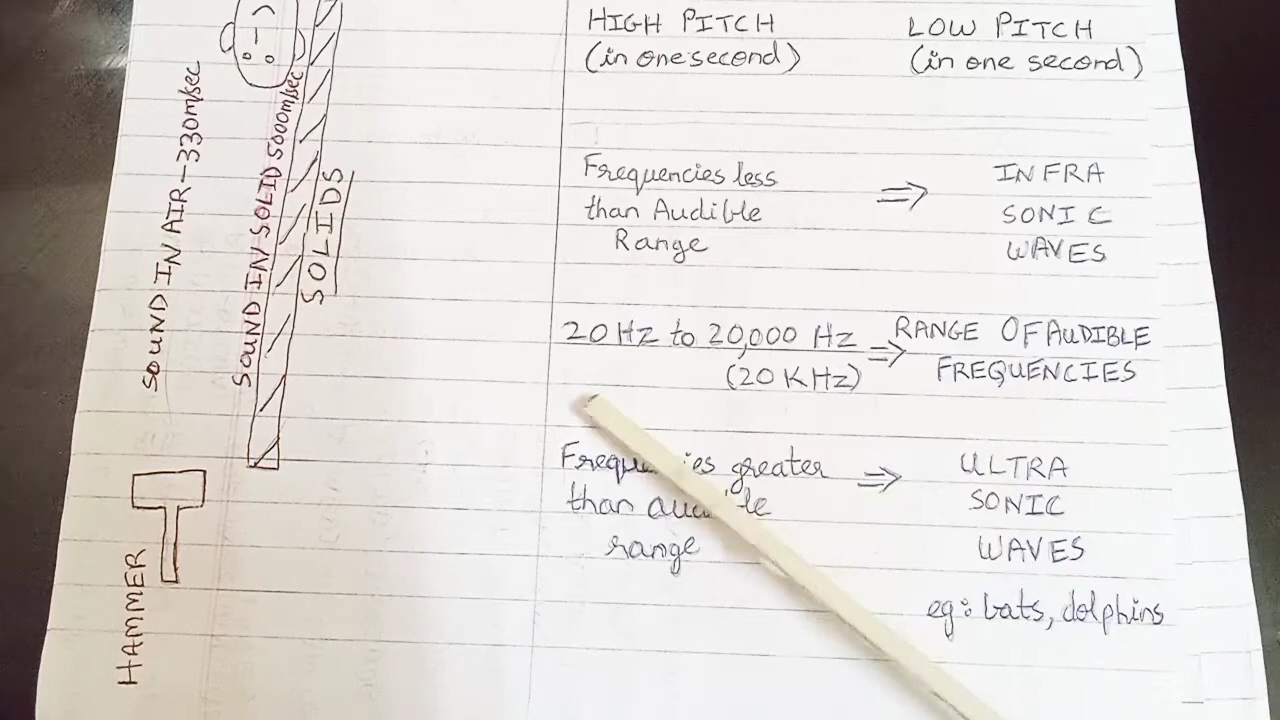 SOUND IN AIR-330m/sec
SOUND IN SOLID 5000m/sec
SOLIDS
HAMMER
HIGH PITCH
(in one second)
LOW PITCH
(in one second)
Frequencies less
than Audible
Range
⇒
INFRA
SONIC
WAVES
20 HZ to 20,000 HZ
(20 KHZ)
⇒
RANGE OF AUDIBLE
FREQUENCIES
greater
than
range
⇒
ULTRA
SONIC
WAVES
eg: bats, dolphins